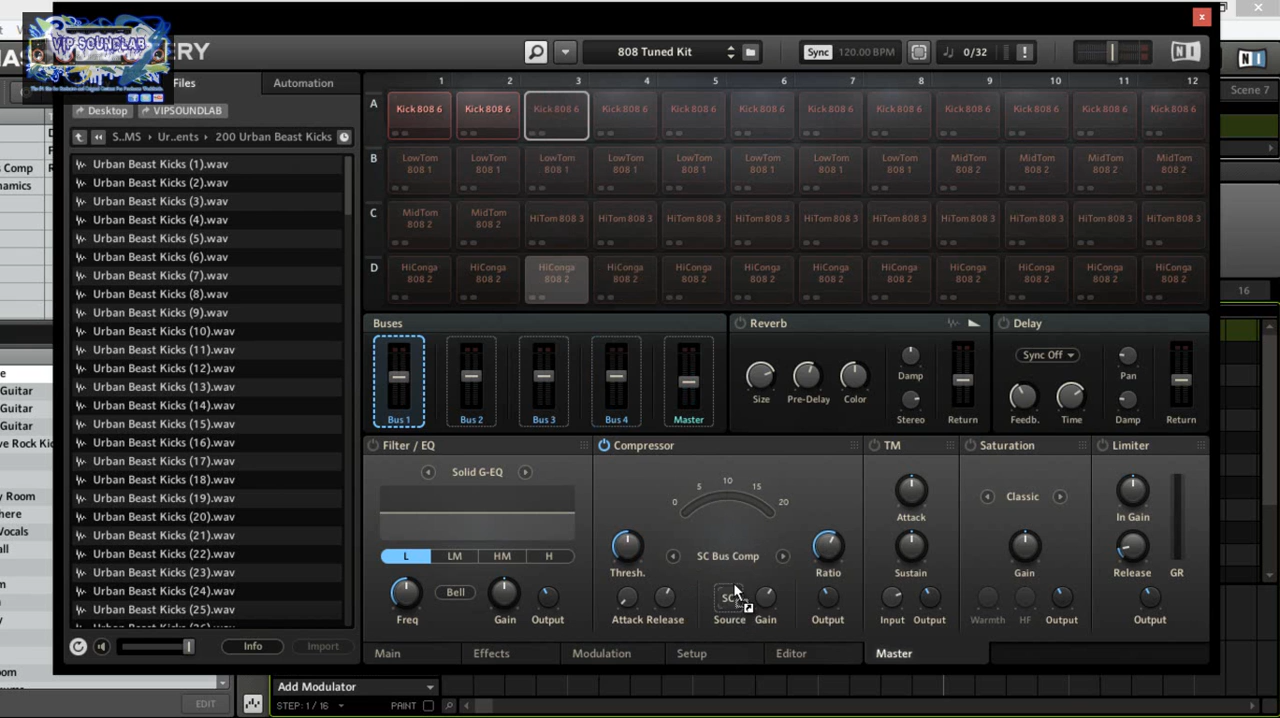 VIP SOUNDLAB
MAS
ERY
808 Tuned Kit
Sync 120.00 BPM
0/32
Files
Automation
1 2 3 4 5 6 7 8 9 10 11 12
Desktop
VIPSOUNDLAB
S..MS > Ur..ents > 200 Urban Beast Kicks
A
Kick 808 6 Kick 808 6 Kick 808 6 Kick 808 6 Kick 808 6 Kick 808 6 Kick 808 6 Kick 808 6 Kick 808 6 Kick 808 6 Kick 808 6 Kick 808 6
B
LowTom LowTom LowTom LowTom LowTom LowTom LowTom LowTom MidTom MidTom MidTom MidTom
808 1 808 1 808 1 808 1 808 1 808 1 808 1 808 1 808 2 808 2 808 2 808 2
C
MidTom MidTom HiTom 808 3 HiTom 808 3 HiTom 808 3 HiTom 808 3 HiTom 808 3 HiTom 808 3 HiTom 808 3 HiTom 808 3 HiTom 808 3 HiTom 808 3
808 2 808 2
D
HiConga HiConga HiConga HiConga HiConga HiConga HiConga HiConga HiConga HiConga HiConga HiConga
808 2 808 2 808 2 808 2 808 2 808 2 808 2 808 2 808 2 808 2 808 2 808 2
Urban Beast Kicks (1).wav
Urban Beast Kicks (2).wav
Urban Beast Kicks (3).wav
Urban Beast Kicks (4).wav
Urban Beast Kicks (5).wav
Urban Beast Kicks (6).wav
Urban Beast Kicks (7).wav
Urban Beast Kicks (8).wav
Urban Beast Kicks (9).wav
Urban Beast Kicks (10).wav
Urban Beast Kicks (11).wav
Urban Beast Kicks (12).wav
Urban Beast Kicks (13).wav
Urban Beast Kicks (14).wav
Urban Beast Kicks (15).wav
Urban Beast Kicks (16).wav
Urban Beast Kicks (17).wav
Urban Beast Kicks (18).wav
Urban Beast Kicks (19).wav
Urban Beast Kicks (20).wav
Urban Beast Kicks (21).wav
Urban Beast Kicks (22).wav
Urban Beast Kicks (23).wav
Urban Beast Kicks (24).wav
Urban Beast Kicks (25).wav
Info
Import
Buses
Bus 1 Bus 2 Bus 3 Bus 4 Master
Reverb
Size Pre-Delay Color
Damp
Stereo
Return
Delay
Sync Off
Feedb. Time
Pan
Damp
Return
Filter / EQ
Solid G-EQ
L LM HM H
Bell
Freq Gain Output
Compressor
0 5 10 15 20
SC Bus Comp
Thresh. Ratio
SC
Attack Release Source Gain Output
TM
Attack
Sustain
Input Output
Saturation
Classic
Gain
Warmth HF Output
Limiter
In Gain
Release GR
Output
Main Effects Modulation Setup Editor Master
Comp
namics
Guitar
Guitar
Guitar
ve Rock Ki
y Room
here
Vocals
Room
Scene 7
16
EDIT
Add Modulator
STEP: 1 / 16
PAINT